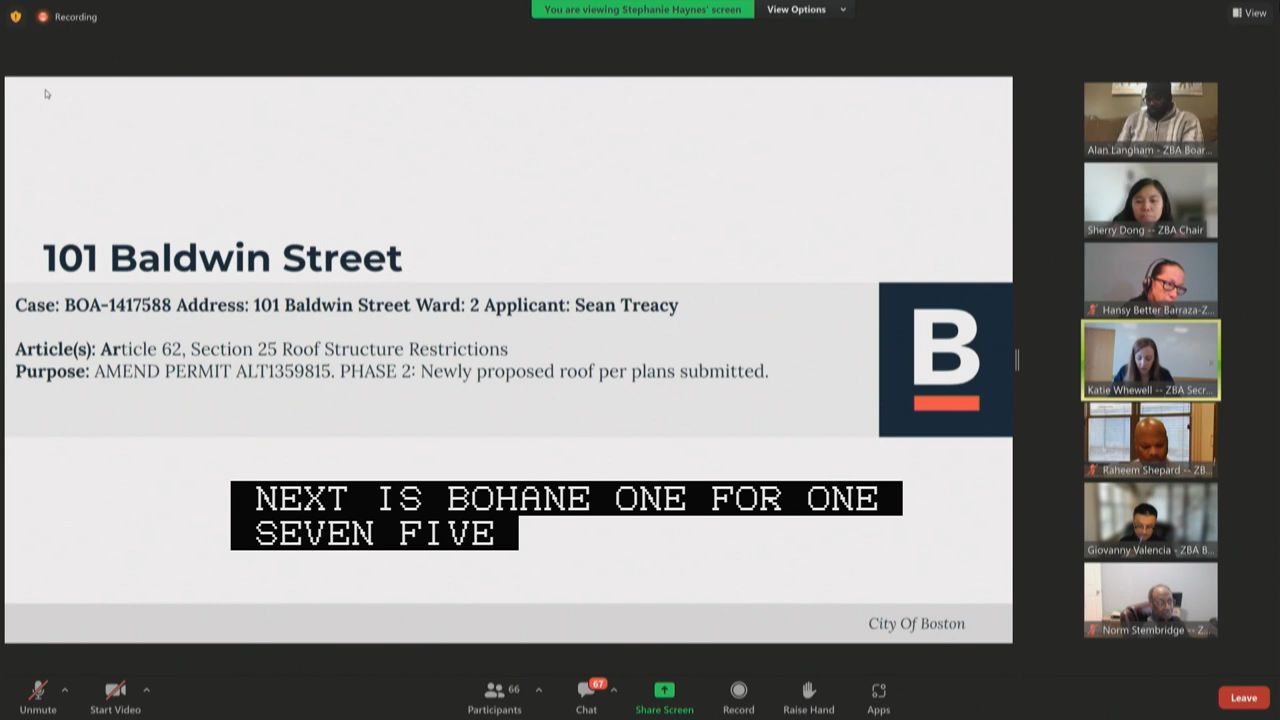 Recording
You are viewing Stephanie Haynes' screen
View Options
View
101 Baldwin Street
Case: BOA-1417588 Address: 101 Baldwin Street Ward: 2 Applicant: Sean Treacy
Article(s): Article 62, Section 25 Roof Structure Restrictions
Purpose: AMEND PERMIT ALT1359815. PHASE 2: Newly proposed roof per plans submitted.
B
NEXT IS BOHANE ONE FOR ONE
SEVEN FIVE
City Of Boston
Alan Langham - ZBA Boar...
Sherry Dong -- ZBA Chair
Hansy Better Barraza-Z...
Katie Whewell -- ZBA Secr...
Raheem Shepard -- ZB...
Giovanny Valencia - ZBA B...
Norm Stembridge -- Z...
Unmute
Start Video
66
Participants
67
Chat
Share Screen
Record
Raise Hand
Apps
Leave